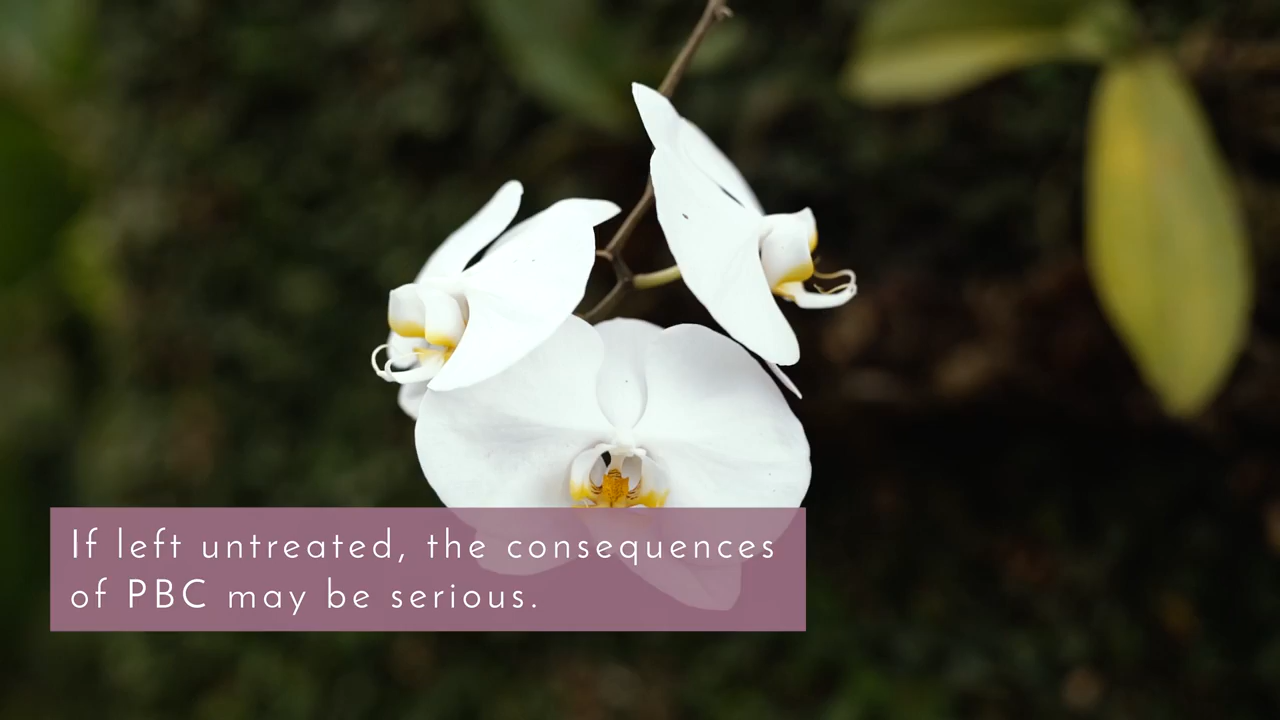 If left untreated, the consequences
of PBC may be serious.